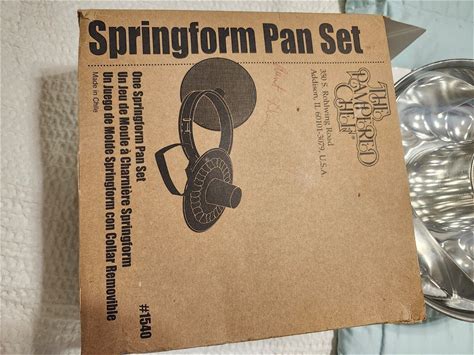 Springform Pan Set
THE
PAMPERED
CHEF®
350 S. Rohlwing Road
Addison, IL 60101-3079, U.S.A.
One Springform Pan Set
Un Jeu de Moule à Charnière Springform
Un Juego de Molde Springform con Collar Removible
Made in Chile
#1540